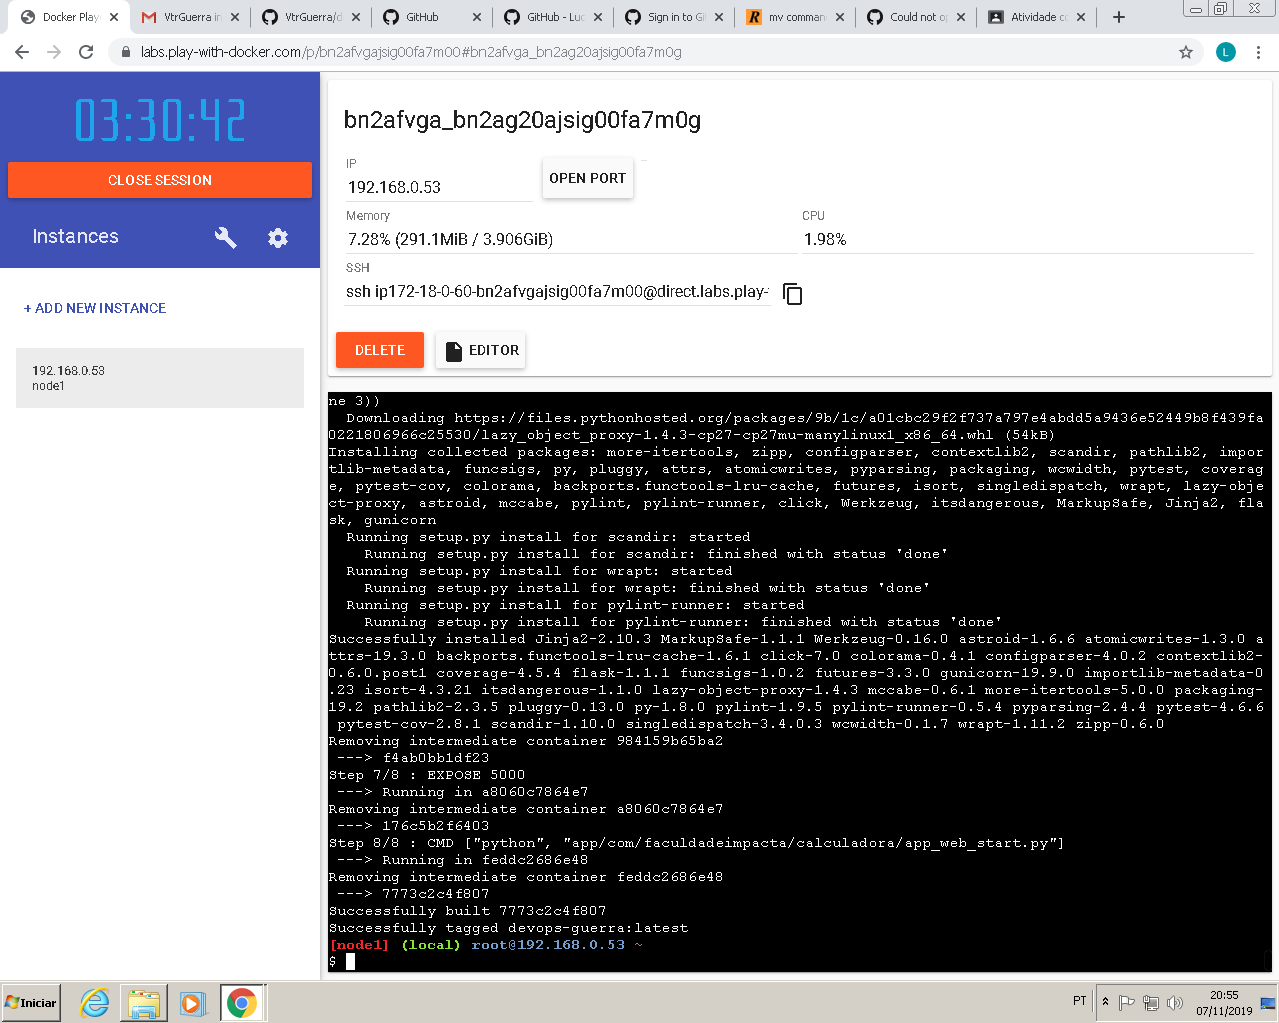 Docker Play
VtrGuerra in
VtrGuerra/d
GitHub
GitHub - Luc
Sign in to Gi
mv comman
Could not op
Atividade co
labs.play-with-docker.com/p/bn2afvgajsig00fa7m00#bn2afvga_bn2ag20ajsig00fa7m0g
L
03:30:42
CLOSE SESSION
Instances
+ ADD NEW INSTANCE
192.168.0.53
node1
bn2afvga_bn2ag20ajsig00fa7m0g
IP
192.168.0.53
OPEN PORT
Memory
7.28% (291.1MiB / 3.906GiB)
CPU
1.98%
SSH
ssh ip172-18-0-60-bn2afvgajsig00fa7m00@direct.labs.play-
DELETE
EDITOR
ne 3))
Downloading https://files.pythonhosted.org/packages/9b/1c/a01cbc29f2f737a797e4abdd5a9436e52449b8f439fa
0221806966c25530/lazy_object_proxy-1.4.3-cp27-cp27mu-manylinux1_x86_64.whl (54kB)
Installing collected packages: more-itertools, zipp, configparser, contextlib2, scandir, pathlib2, impor
tlib-metadata, funcsigs, py, pluggy, attrs, atomicwrites, pyparsing, packaging, wcwidth, pytest, coverag
e, pytest-cov, colorama, backports.functools-lru-cache, futures, isort, singledispatch, wrapt, lazy-obje
ct-proxy, astroid, mccabe, pylint, pylint-runner, click, Werkzeug, itsdangerous, MarkupSafe, Jinja2, fla
sk, gunicorn
Running setup.py install for scandir: started
Running setup.py install for scandir: finished with status 'done'
Running setup.py install for wrapt: started
Running setup.py install for wrapt: finished with status 'done'
Running setup.py install for pylint-runner: started
Running setup.py install for pylint-runner: finished with status 'done'
Successfully installed Jinja2-2.10.3 MarkupSafe-1.1.1 Werkzeug-0.16.0 astroid-1.6.6 atomicwrites-1.3.0 a
ttrs-19.3.0 backports.functools-lru-cache-1.6.1 click-7.0 colorama-0.4.1 configparser-4.0.2 contextlib2-
0.6.0.post1 coverage-4.5.4 flask-1.1.1 funcsigs-1.0.2 futures-3.3.0 gunicorn-19.9.0 importlib-metadata-0
.23 isort-4.3.21 itsdangerous-1.1.0 lazy-object-proxy-1.4.3 mccabe-0.6.1 more-itertools-5.0.0 packaging-
19.2 pathlib2-2.3.5 pluggy-0.13.0 py-1.8.0 pylint-1.9.5 pylint-runner-0.5.4 pyparsing-2.4.4 pytest-4.6.6
pytest-cov-2.8.1 scandir-1.10.0 singledispatch-3.4.0.3 wcwidth-0.1.7 wrapt-1.11.2 zipp-0.6.0
Removing intermediate container 984159b65ba2
---> f4ab0bb1df23
Step 7/8 : EXPOSE 5000
---> Running in a8060c7864e7
Removing intermediate container a8060c7864e7
---> 176c5b2f6403
Step 8/8 : CMD ["python", "app/com/faculdadeimpacta/calculadora/app_web_start.py"]
---> Running in feddc2686e48
Removing intermediate container feddc2686e48
---> 7773c2c4f807
Successfully built 7773c2c4f807
Successfully tagged devops-guerra:latest
[node1] (local) root@192.168.0.53 ~
$
Iniciar
PT
20:55
07/11/2019